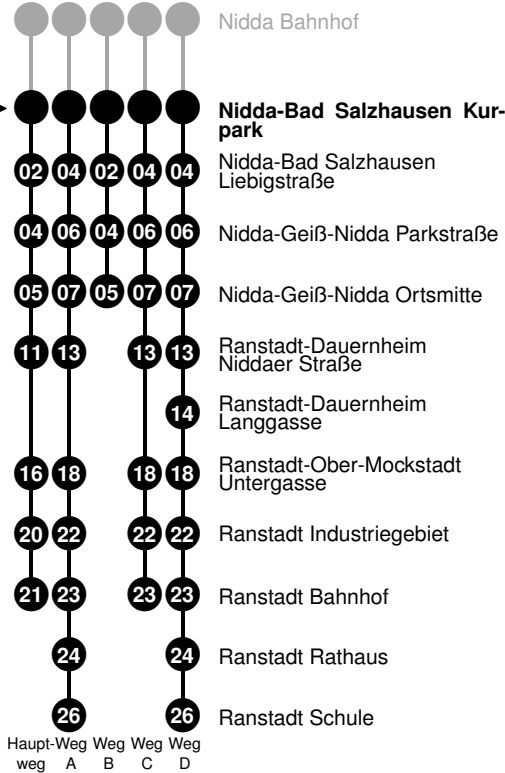 Nidda Bahnhof
Nidda-Bad Salzhausen Kur-
park
02 04 02 04 04 Nidda-Bad Salzhausen
Liebigstraße
04 06 04 06 06 Nidda-Geiß-Nidda Parkstraße
05 07 05 07 07 Nidda-Geiß-Nidda Ortsmitte
11 13 13 13 Ranstadt-Dauernheim
Niddaer Straße
14 Ranstadt-Dauernheim
Langgasse
16 18 18 18 Ranstadt-Ober-Mockstadt
Untergasse
20 22 22 22 Ranstadt Industriegebiet
21 23 23 23 Ranstadt Bahnhof
24 24 Ranstadt Rathaus
26 26 Ranstadt Schule
Haupt-Weg Weg Weg Weg
weg A B C D